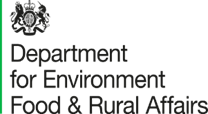 Department
for Environment
Food & Rural Affairs